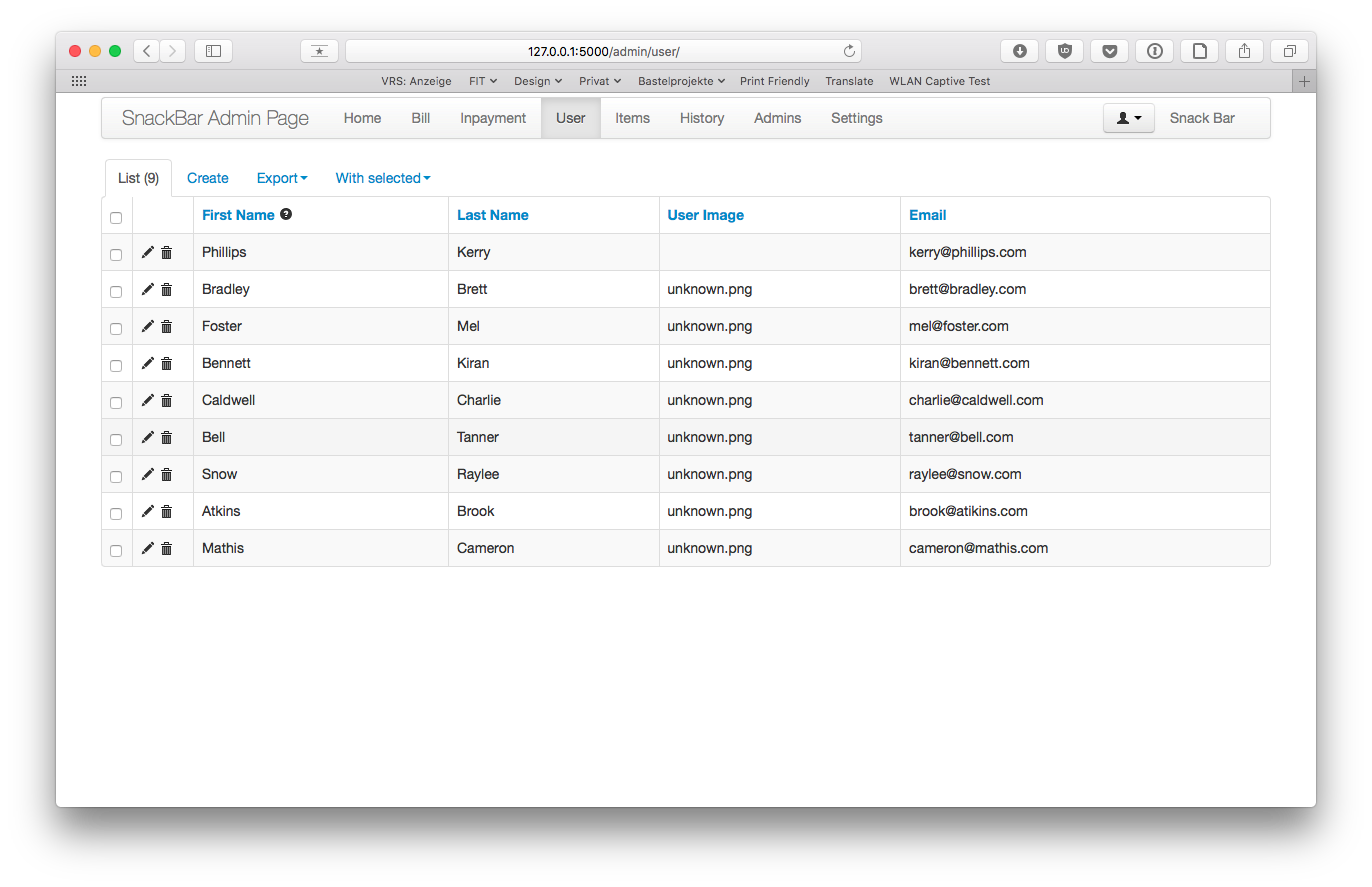 127.0.0.1:5000/admin/user/
VRS: Anzeige FIT Design Privat Bastelprojekte Print Friendly Translate WLAN Captive Test
SnackBar Admin Page Home Bill Inpayment User Items History Admins Settings Snack Bar
List (9) Create Export With selected
First Name ? Last Name User Image Email
Phillips Kerry kerry@phillips.com
Bradley Brett unknown.png brett@bradley.com
Foster Mel unknown.png mel@foster.com
Bennett Kiran unknown.png kiran@bennett.com
Caldwell Charlie unknown.png charlie@caldwell.com
Bell Tanner unknown.png tanner@bell.com
Snow Raylee unknown.png raylee@snow.com
Atkins Brook unknown.png brook@atikins.com
Mathis Cameron unknown.png cameron@mathis.com